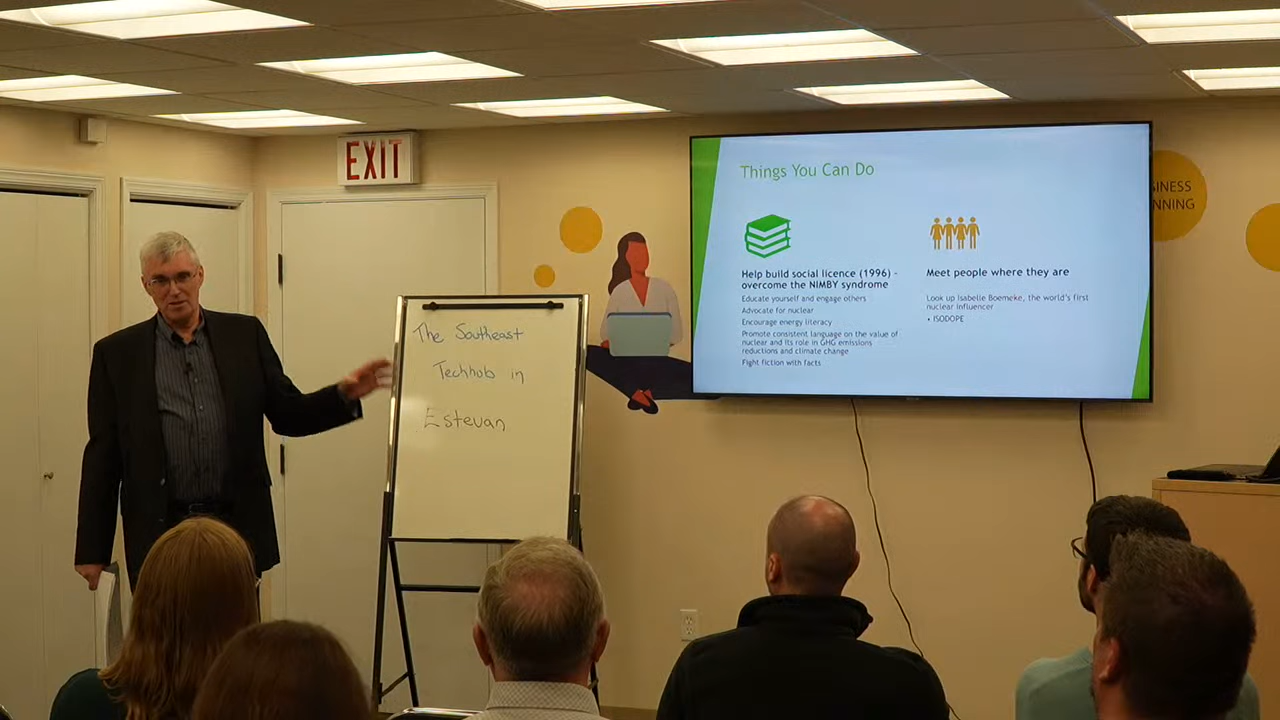 EXIT
The Southeast
Techhub in
Estevan
Things You Can Do
Help build social licence (1996) -
overcome the NIMBY syndrome
Educate yourself and engage others
Advocate for nuclear
Encourage energy literacy
Promote consistent language on the value of
nuclear and its role in GHG emissions
reductions and climate change
Fight fiction with facts
Meet people where they are
Look up Isabelle Boemeke, the world's first
nuclear influencer
• ISODOPE
INESS
NNING